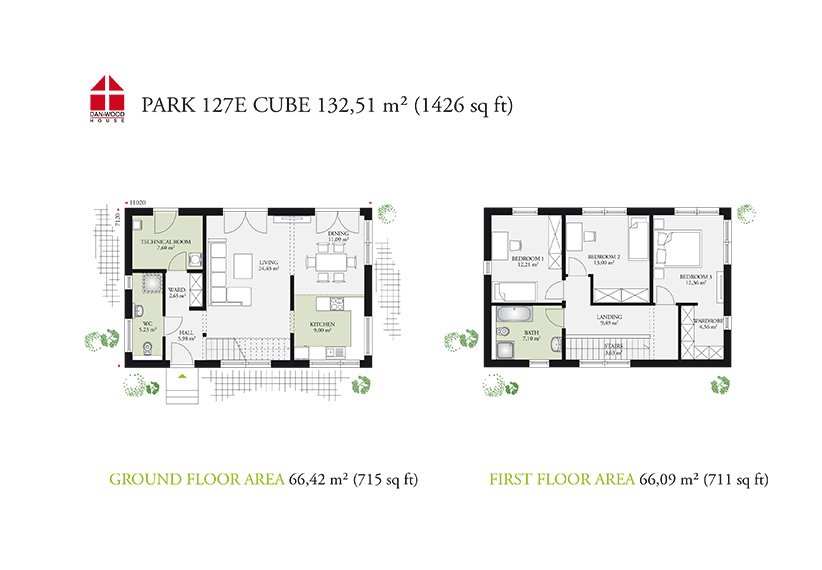 DAN-WOOD
HOUSE
PARK 127E CUBE 132,51 m² (1426 sq ft)
11020
7120
TECHNICAL ROOM
7,60 m²
LIVING
24,43 m²
DINING
11,09 m²
WARD.
2,65 m²
WC
5,23 m²
HALL
3,98 m²
KITCHEN
9,00 m²
BEDROOM 1
12,21 m²
BEDROOM 2
13,00 m²
BEDROOM 3
12,36 m²
LANDING
9,49 m²
WARDROBE
4,56 m²
BATH
7,10 m²
STAIRS
3,63 m²
GROUND FLOOR AREA 66,42 m² (715 sq ft)
FIRST FLOOR AREA 66,09 m² (711 sq ft)